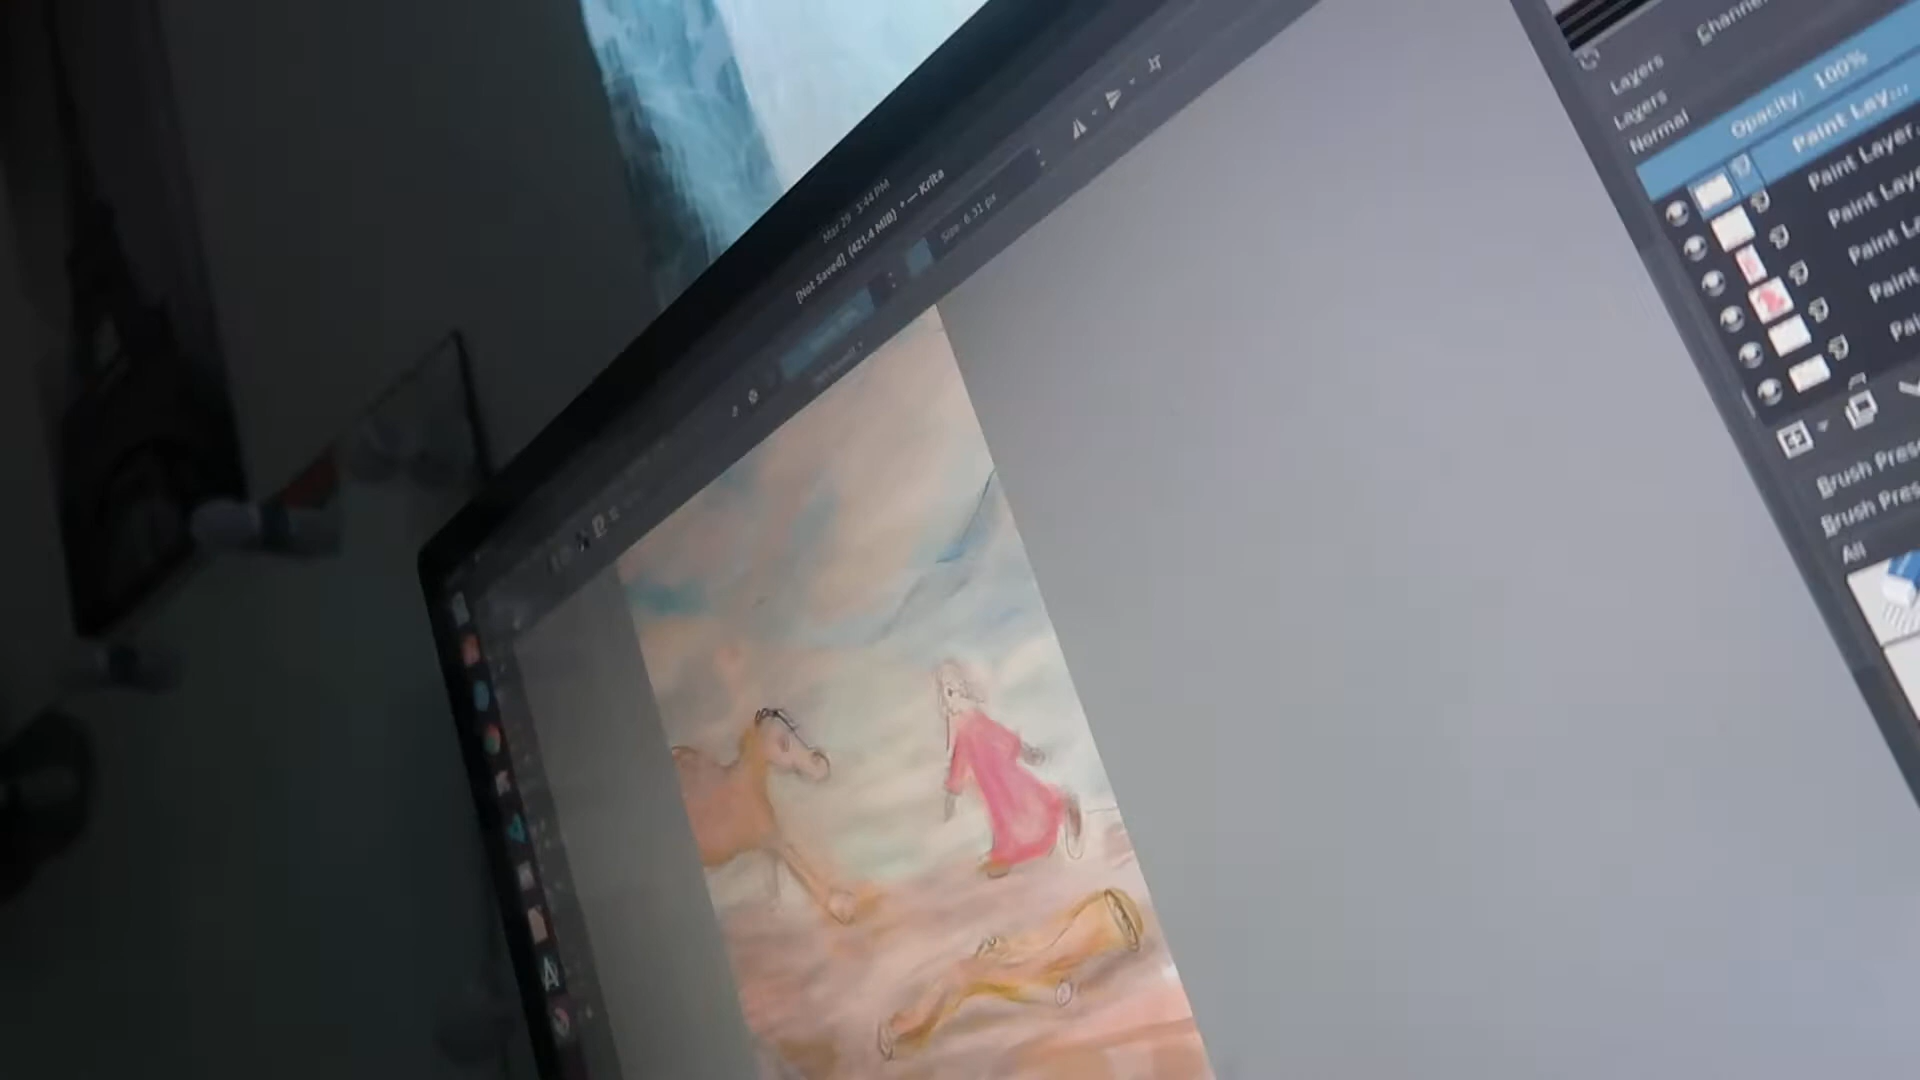 Mar 29 3:44 PM
[Not Saved] (421.4 MiB) * — Krita
Size: 6.31 px
Layers
Layers
Normal
Opacity: 100%
Paint Lay...
Paint Layer
Paint Laye
Paint La
Paint
Pai
Brush Pres
Brush Pres
All